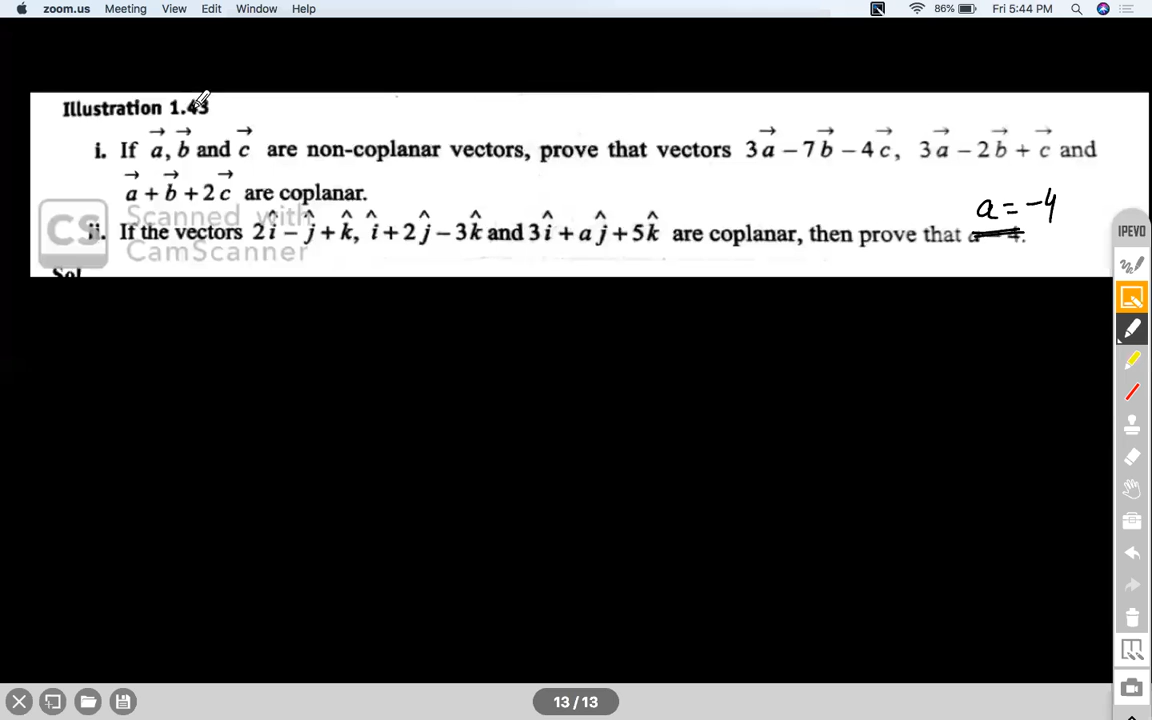 zoom.us Meeting View Edit Window Help 86% Fri 5:44 PM
Illustration 1.43
i. If a⃗, b⃗ and c⃗ are non-coplanar vectors, prove that vectors 3a⃗ − 7b⃗ − 4c⃗, 3a⃗ − 2b⃗ + c⃗ and
a⃗ + b⃗ + 2c⃗ are coplanar.
a = -4
CS Scanned with
ii. If the vectors 2î − ĵ + k̂, î + 2ĵ − 3k̂ and 3î + aĵ + 5k̂ are coplanar, then prove that
CamScanner
Sol.
IPEVO
13 / 13